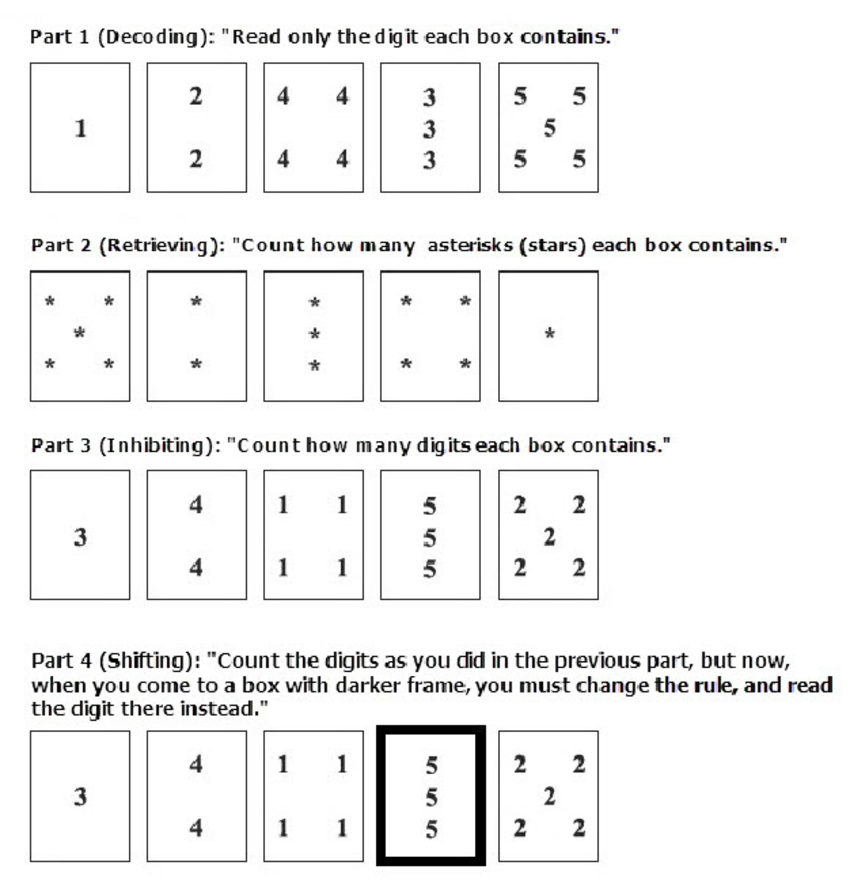 Part 1 (Decoding): "Read only the digit each box contains."
2 4 4 3 5 5
1 3 5
2 4 4 3 5 5
Part 2 (Retrieving): "Count how many asterisks (stars) each box contains."
* * * * * *
* * *
* * * * * *
Part 3 (Inhibiting): "Count how many digits each box contains."
4 1 1 5 2 2
3 5 2
4 1 1 5 2 2
Part 4 (Shifting): "Count the digits as you did in the previous part, but now,
when you come to a box with darker frame, you must change the rule, and read
the digit there instead."
4 1 1 5 2 2
3 5 2
4 1 1 5 2 2